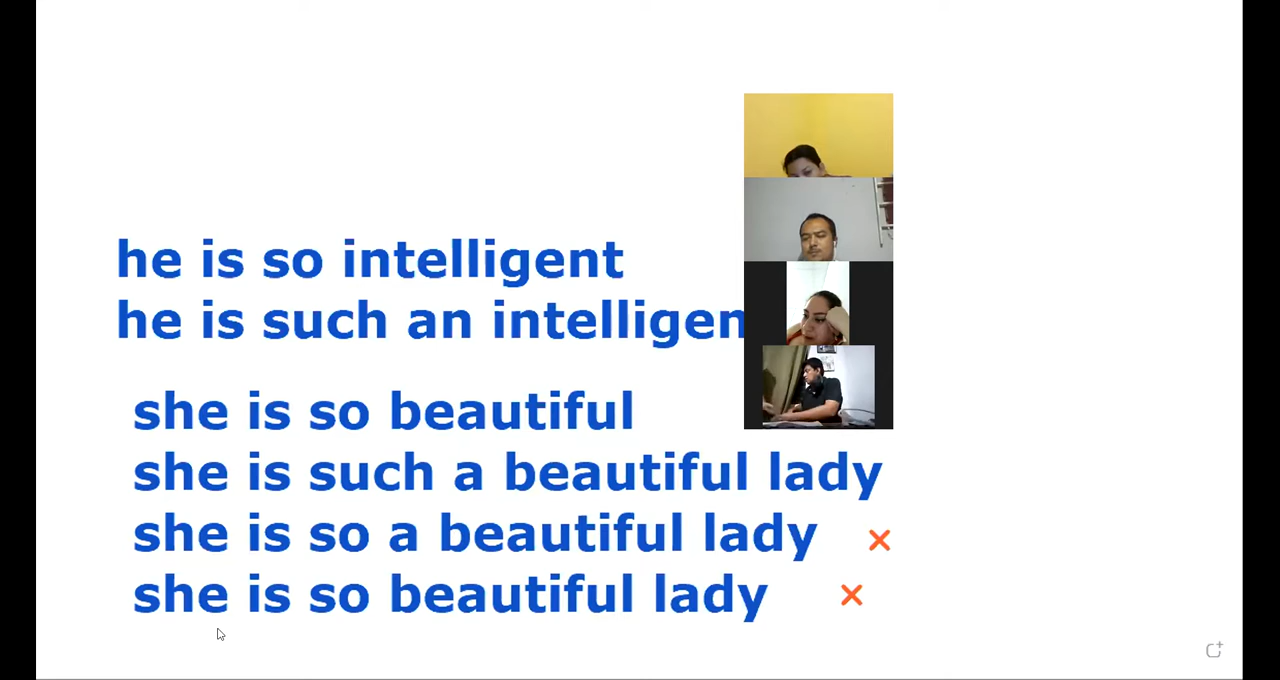 he is so intelligent
he is such an intelligen
she is so beautiful
she is such a beautiful lady
she is so a beautiful lady ×
she is so beautiful lady ×